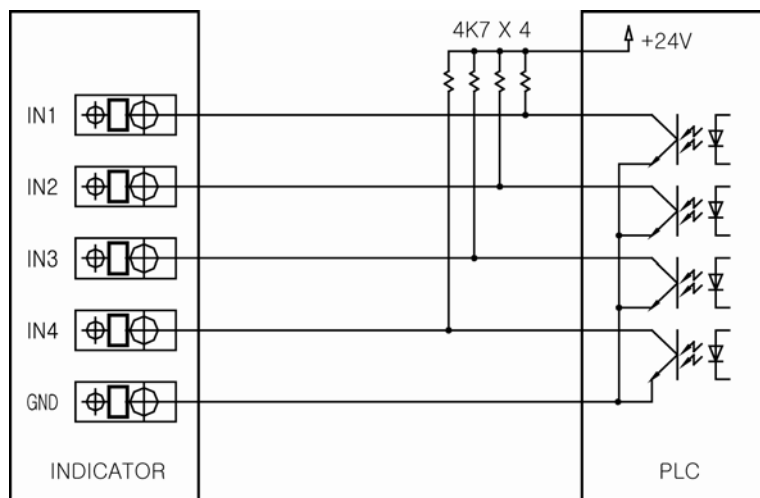 4K7 X 4
+24V
IN1
IN2
IN3
IN4
GND
INDICATOR
PLC